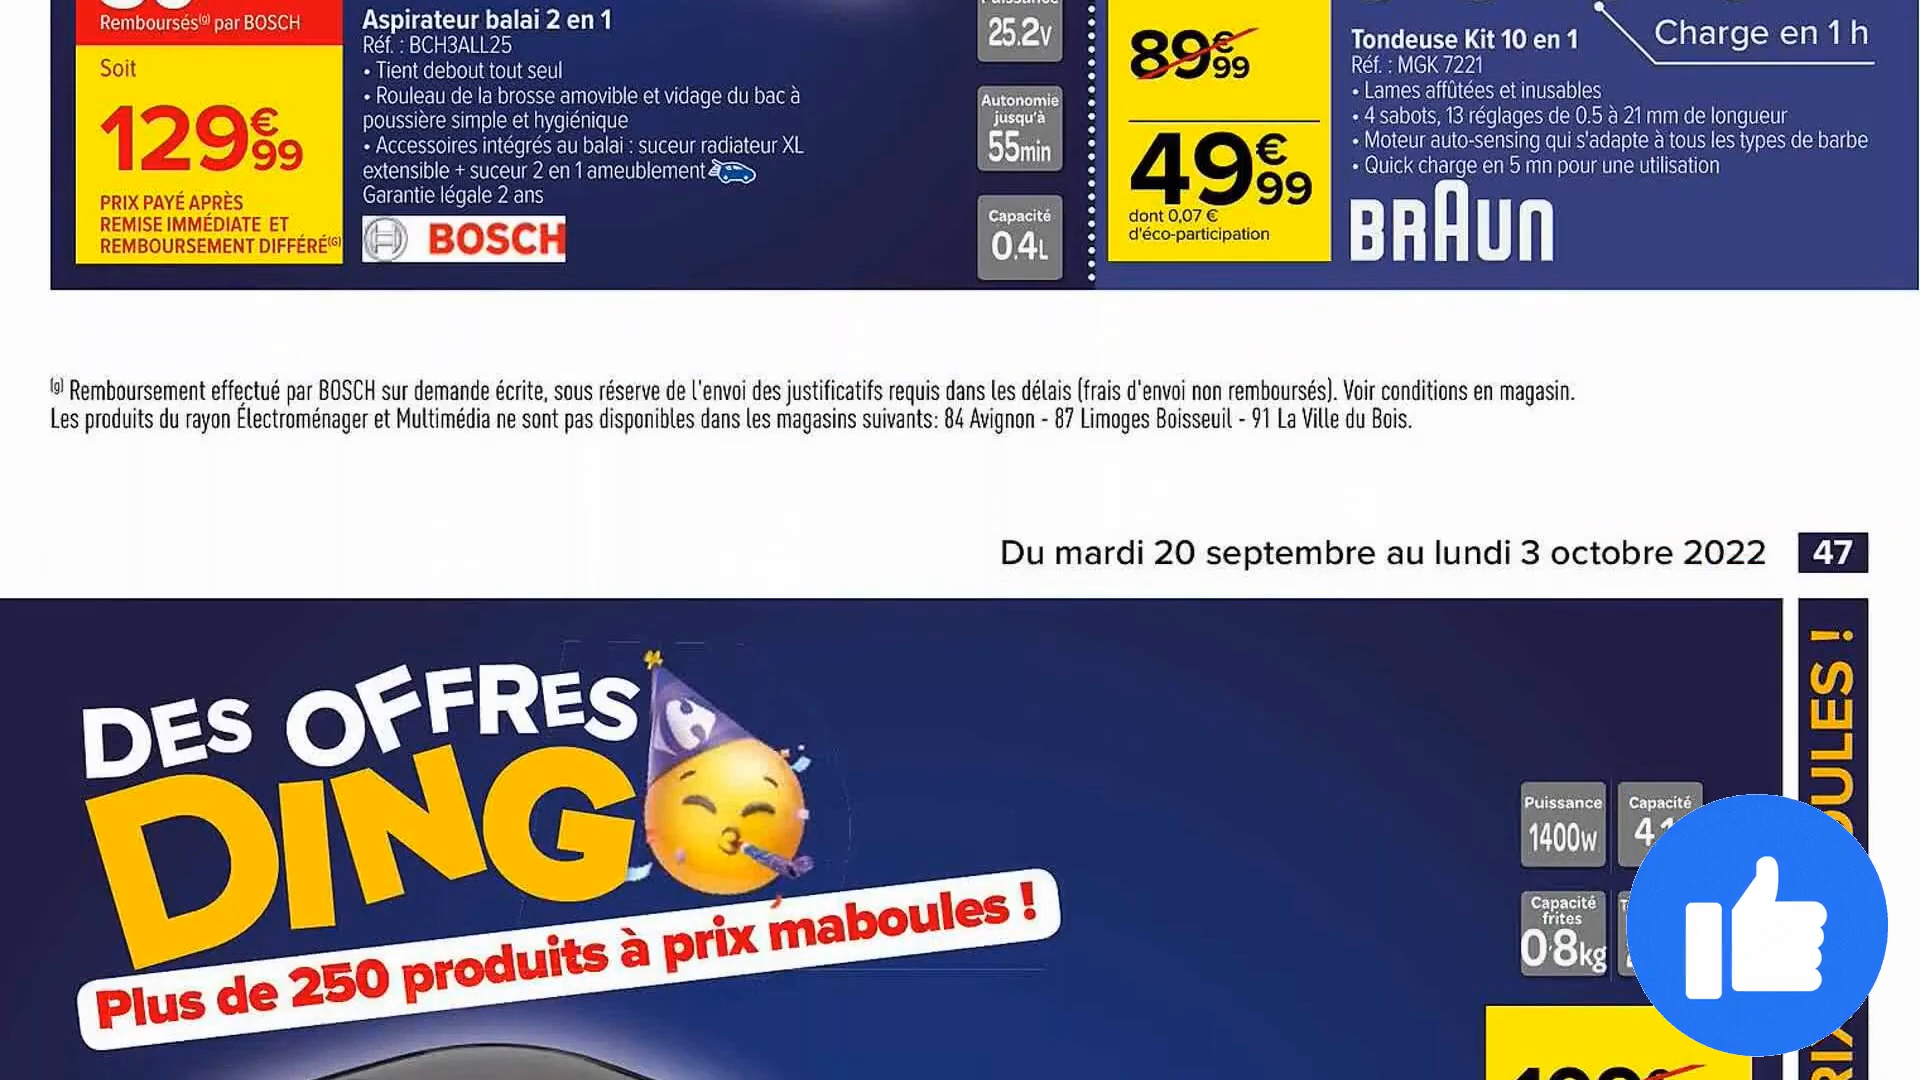 Remboursés(g) par BOSCH
Soit
129€99
PRIX PAYÉ APRÈS
REMISE IMMÉDIATE ET
REMBOURSEMENT DIFFÉRÉ(G)
Aspirateur balai 2 en 1
Réf. : BCH3ALL25
• Tient debout tout seul
• Rouleau de la brosse amovible et vidage du bac à
poussière simple et hygiénique
• Accessoires intégrés au balai : suceur radiateur XL
extensible + suceur 2 en 1 ameublement
Garantie légale 2 ans
BOSCH
Puissance
25.2V
Autonomie
jusqu'à
55min
Capacité
0.4L
89€99
49€99
dont 0,07 €
d'éco-participation
Charge en 1 h
Tondeuse Kit 10 en 1
Réf. : MGK 7221
• Lames affûtées et inusables
• 4 sabots, 13 réglages de 0.5 à 21 mm de longueur
• Moteur auto-sensing qui s'adapte à tous les types de barbe
• Quick charge en 5 mn pour une utilisation
BRAUN
(g) Remboursement effectué par BOSCH sur demande écrite, sous réserve de l'envoi des justificatifs requis dans les délais (frais d'envoi non remboursés). Voir conditions en magasin.
Les produits du rayon Électroménager et Multimédia ne sont pas disponibles dans les magasins suivants: 84 Avignon - 87 Limoges Boisseuil - 91 La Ville du Bois.
Du mardi 20 septembre au lundi 3 octobre 2022
47
DES OFFRES
DING
Plus de 250 produits à prix maboules !
Puissance
1400W
Capacité
Capacité
frites
0.8kg